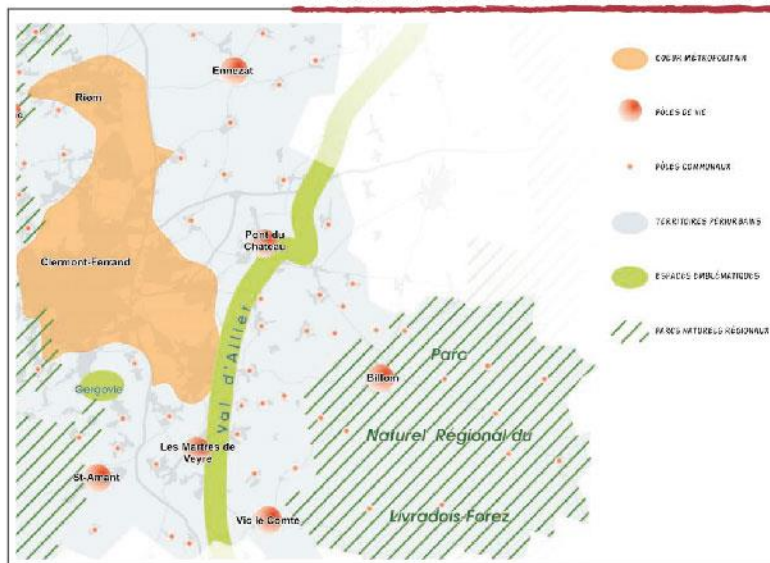 Ennezat
Riom
Pont du
Château
Clermont-Ferrand
Val d'Allier
Gergovie
Parc
Billom
Naturel Régional du
Les Martres de
Veyre
St-Amant
Vic le Comte
Livradois-Forez
COEUR MÉTROPOLITAIN
PÔLES DE VIE
PÔLES COMMUNAUX
TERRITOIRES PÉRIURBAINS
ESPACES EMBLÉMATIQUES
PARCS NATURELS RÉGIONAUX